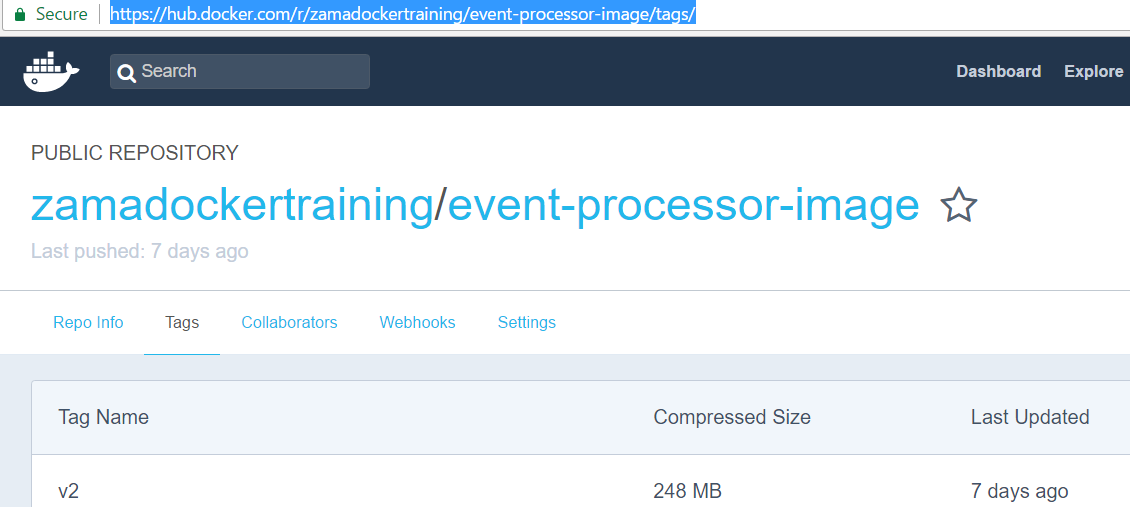 Secure https://hub.docker.com/r/zamadockertraining/event-processor-image/tags/
Search Dashboard Explore
PUBLIC REPOSITORY
zamadockertraining/event-processor-image
Last pushed: 7 days ago
Repo Info Tags Collaborators Webhooks Settings
Tag Name Compressed Size Last Updated
v2 248 MB 7 days ago